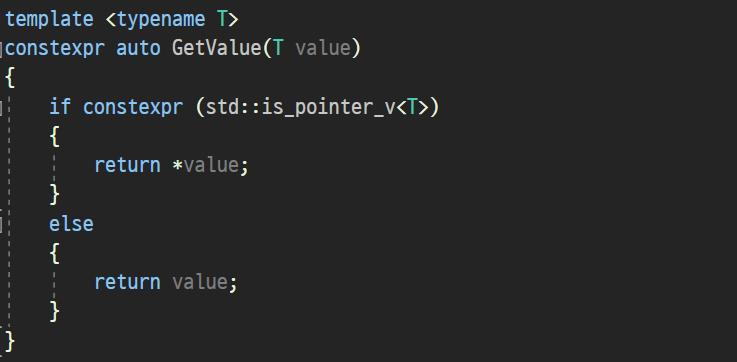 template <typename T>
constexpr auto GetValue(T value)
{
    if constexpr (std::is_pointer_v<T>)
    {
        return *value;
    }
    else
    {
        return value;
    }
}